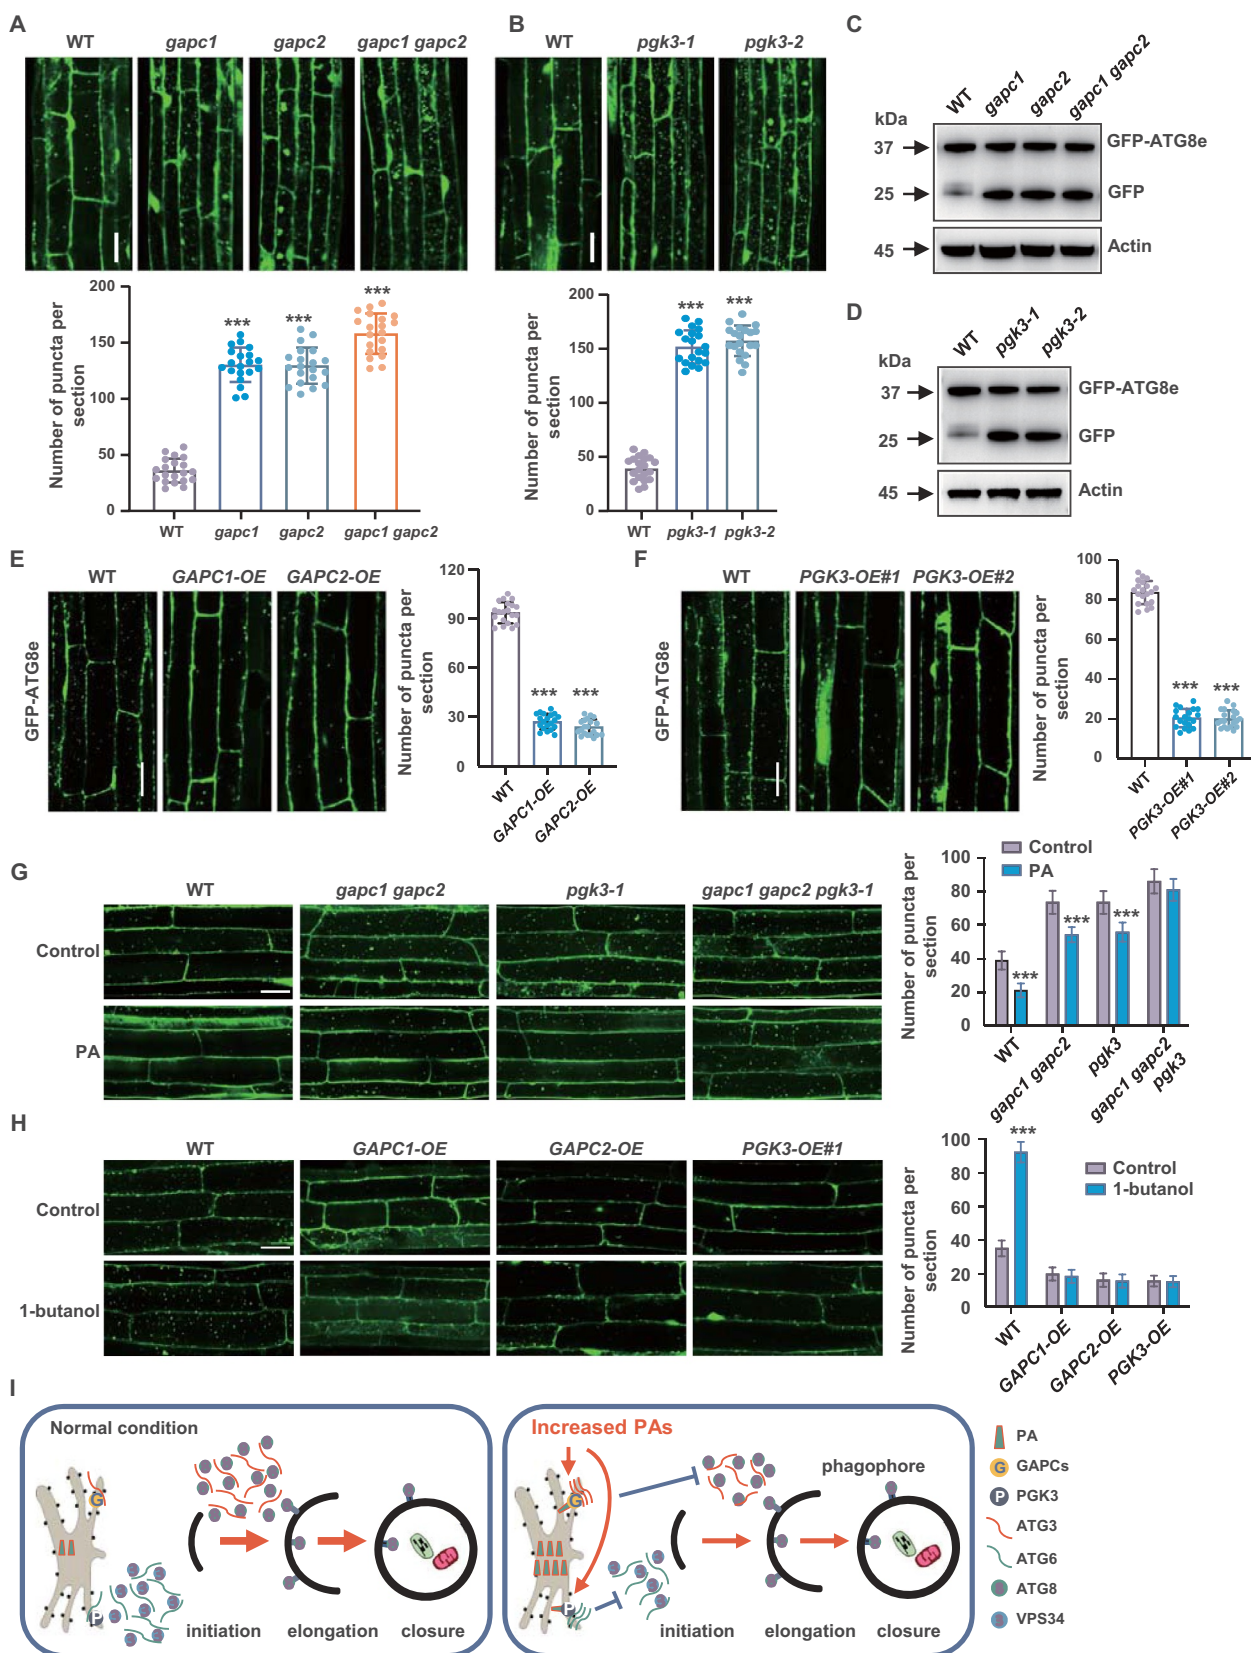 A
WT gapc1 gapc2 gapc1 gapc2
Number of puncta per section
200
150
100
50
0
*** *** ***
WT gapc1 gapc2 gapc1 gapc2
B
WT pgk3-1 pgk3-2
Number of puncta per section
200
150
100
50
0
*** ***
WT pgk3-1 pgk3-2
C
WT gapc1 gapc2 gapc1 gapc2
kDa
37 GFP-ATG8e
25 GFP
45 Actin
D
WT pgk3-1 pgk3-2
kDa
37 GFP-ATG8e
25 GFP
45 Actin
E
WT GAPC1-OE GAPC2-OE
GFP-ATG8e
Number of puncta per section
120
90
60
30
0
*** ***
WT GAPC1-OE GAPC2-OE
F
WT PGK3-OE#1 PGK3-OE#2
GFP-ATG8e
Number of puncta per section
100
80
60
40
20
0
*** ***
WT PGK3-OE#1 PGK3-OE#2
G
WT gapc1 gapc2 pgk3-1 gapc1 gapc2 pgk3-1
Control
PA
Control
PA
Number of puncta per section
100
80
60
40
20
0
*** *** ***
WT gapc1 gapc2 pgk3 gapc1 gapc2 pgk3
H
WT GAPC1-OE GAPC2-OE PGK3-OE#1
Control
1-butanol
Control
1-butanol
Number of puncta per section
100
80
60
40
20
0
***
WT GAPC1-OE GAPC2-OE PGK3-OE
I
Normal condition
G
P
initiation elongation closure
Increased PAs
phagophore
G
P
initiation elongation closure
PA
G GAPCs
P PGK3
ATG3
ATG6
ATG8
VPS34